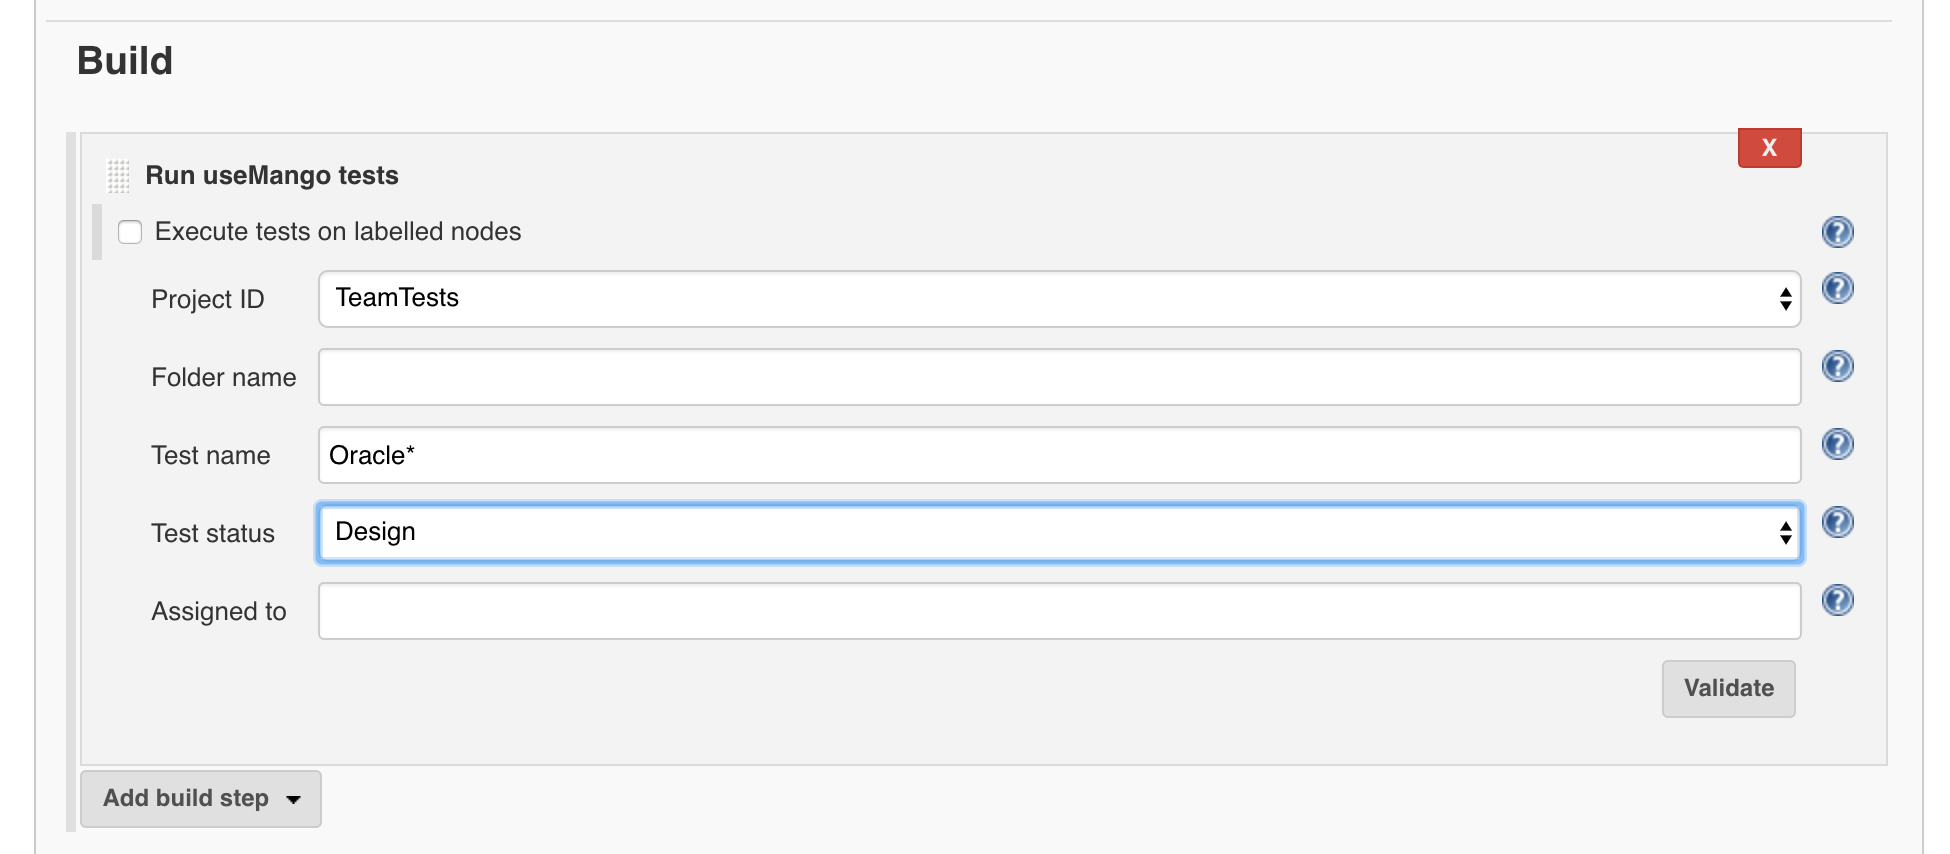 Build
X
Run useMango tests
Execute tests on labelled nodes
?
Project ID TeamTests ?
Folder name ?
Test name Oracle* ?
Test status Design ?
Assigned to ?
Validate
Add build step